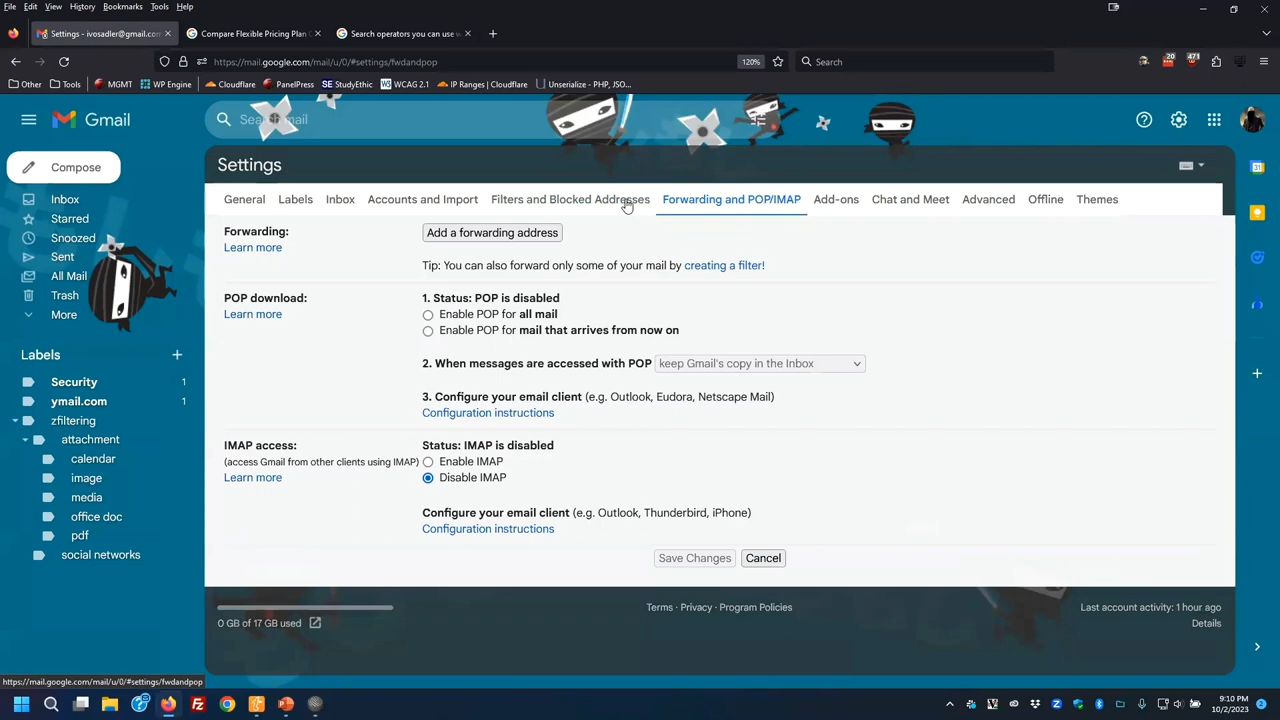 File Edit View History Bookmarks Tools Help
Settings - ivosadler@gmail.com
Compare Flexible Pricing Plan
Search operators you can use w
https://mail.google.com/mail/u/0/#settings/fwdandpop
120%
Search
20
471
Other
Tools
MGMT
WP Engine
Cloudflare
PanelPress
SE StudyEthic
WCAG 2.1
IP Ranges | Cloudflare
Unserialize - PHP, JSO...
Gmail
Search mail
Compose
Settings
General Labels Inbox Accounts and Import Filters and Blocked Addresses Forwarding and POP/IMAP Add-ons Chat and Meet Advanced Offline Themes
Inbox
Starred
Snoozed
Sent
All Mail
Trash
More
Labels
Security 1
ymail.com 1
zfiltering
attachment
calendar
image
media
office doc
pdf
social networks
Forwarding:
Learn more
Add a forwarding address
Tip: You can also forward only some of your mail by creating a filter!
POP download:
Learn more
1. Status: POP is disabled
Enable POP for all mail
Enable POP for mail that arrives from now on
2. When messages are accessed with POP keep Gmail's copy in the Inbox
3. Configure your email client (e.g. Outlook, Eudora, Netscape Mail)
Configuration instructions
IMAP access:
(access Gmail from other clients using IMAP)
Learn more
Status: IMAP is disabled
Enable IMAP
Disable IMAP
Configure your email client (e.g. Outlook, Thunderbird, iPhone)
Configuration instructions
Save Changes Cancel
0 GB of 17 GB used
Terms · Privacy · Program Policies
Last account activity: 1 hour ago
Details
https://mail.google.com/mail/u/0/#settings/fwdandpop
9:10 PM
10/2/2023
2